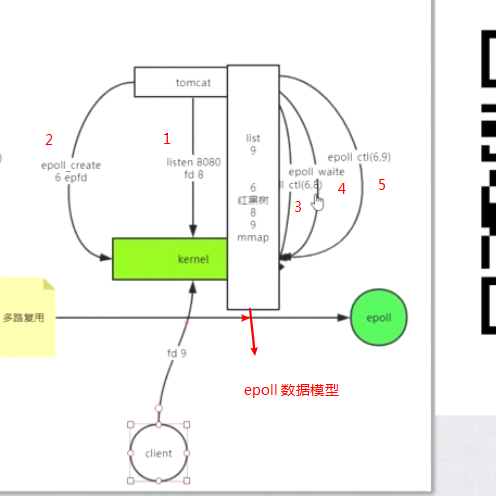 tomcat
2
1
list
9
epoll_create
6 epfd
listen 8080
fd 8
epoll_ctl(6,9)
epoll_waite
ll_ctl(6,8)
3
4
5
6
红黑树
8
9
mmap
kernel
多路复用
epoll
fd 9
epoll 数据模型
client